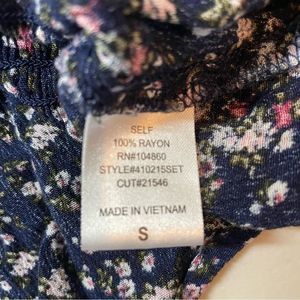 SELF
100% RAYON
RN#104860
STYLE#410215SET
CUT#21546
MADE IN VIETNAM
S